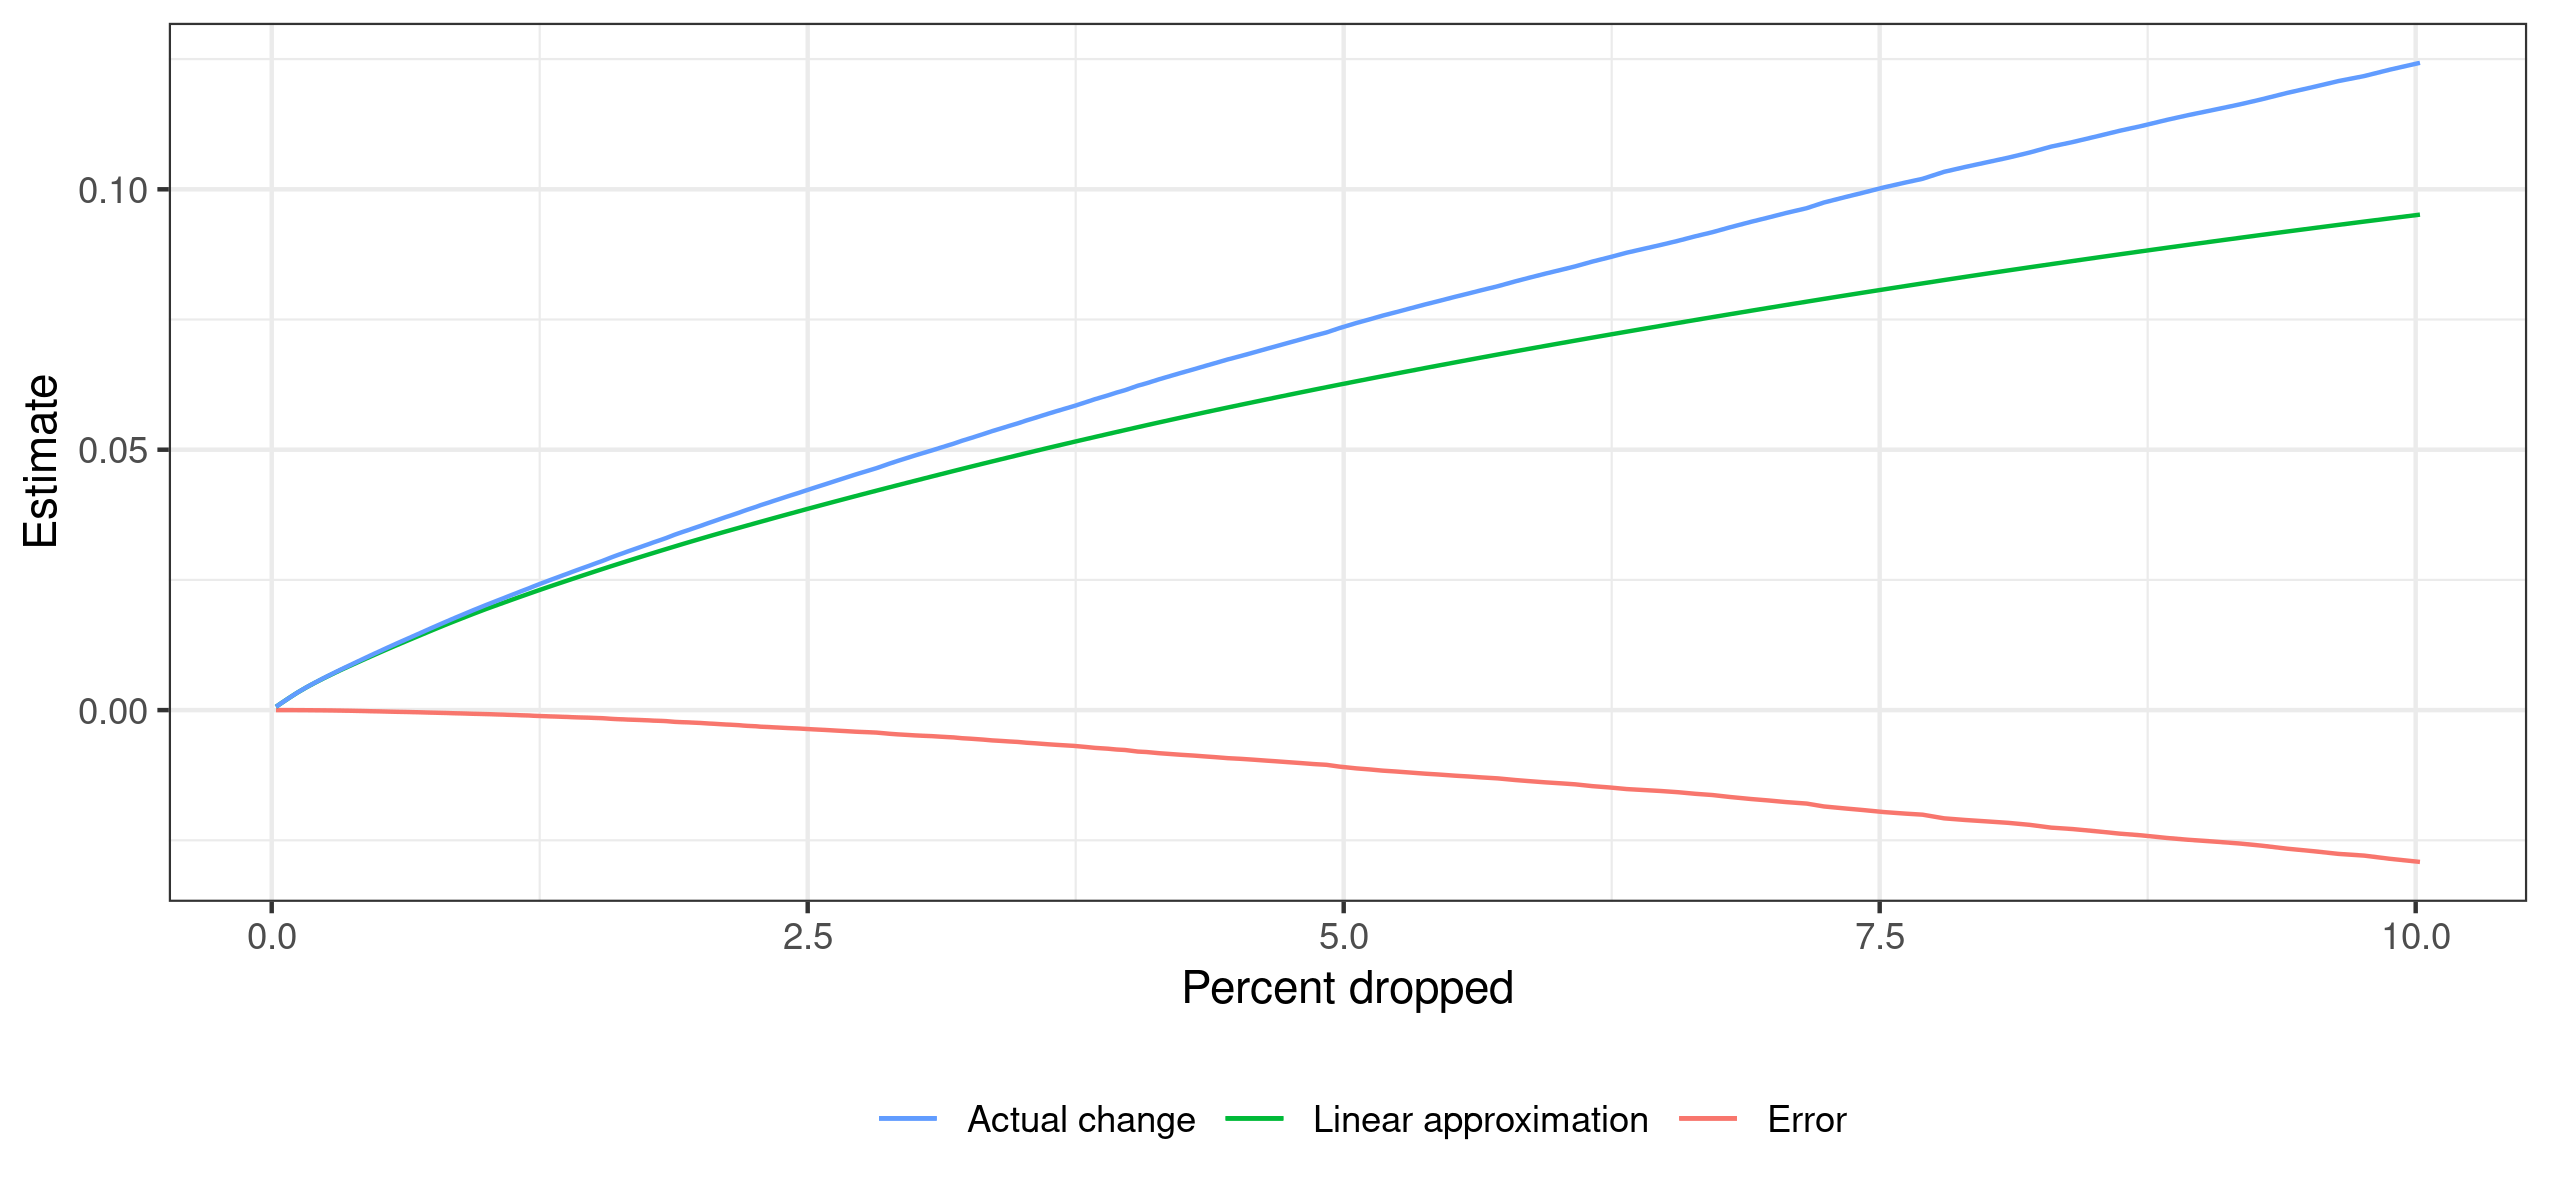 Estimate
0.10
0.05
0.00
0.0 2.5 5.0 7.5 10.0
Percent dropped
Actual change Linear approximation Error